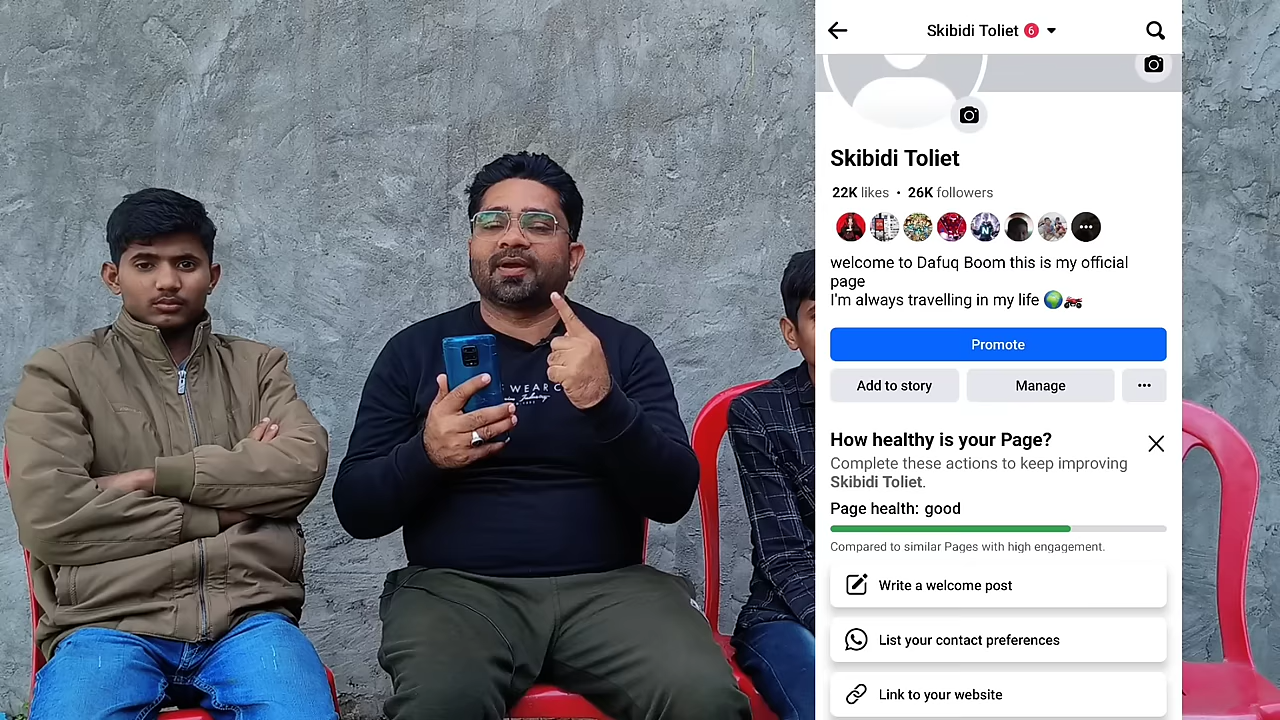 Skibidi Toliet 6
Skibidi Toliet
22K likes • 26K followers
welcome to Dafuq Boom this is my official
page
I'm always travelling in my life 🌍🏍️
Promote
Add to story
Manage
How healthy is your Page?
Complete these actions to keep improving
Skibidi Toliet.
Page health: good
Compared to similar Pages with high engagement.
Write a welcome post
List your contact preferences
Link to your website
WEAR